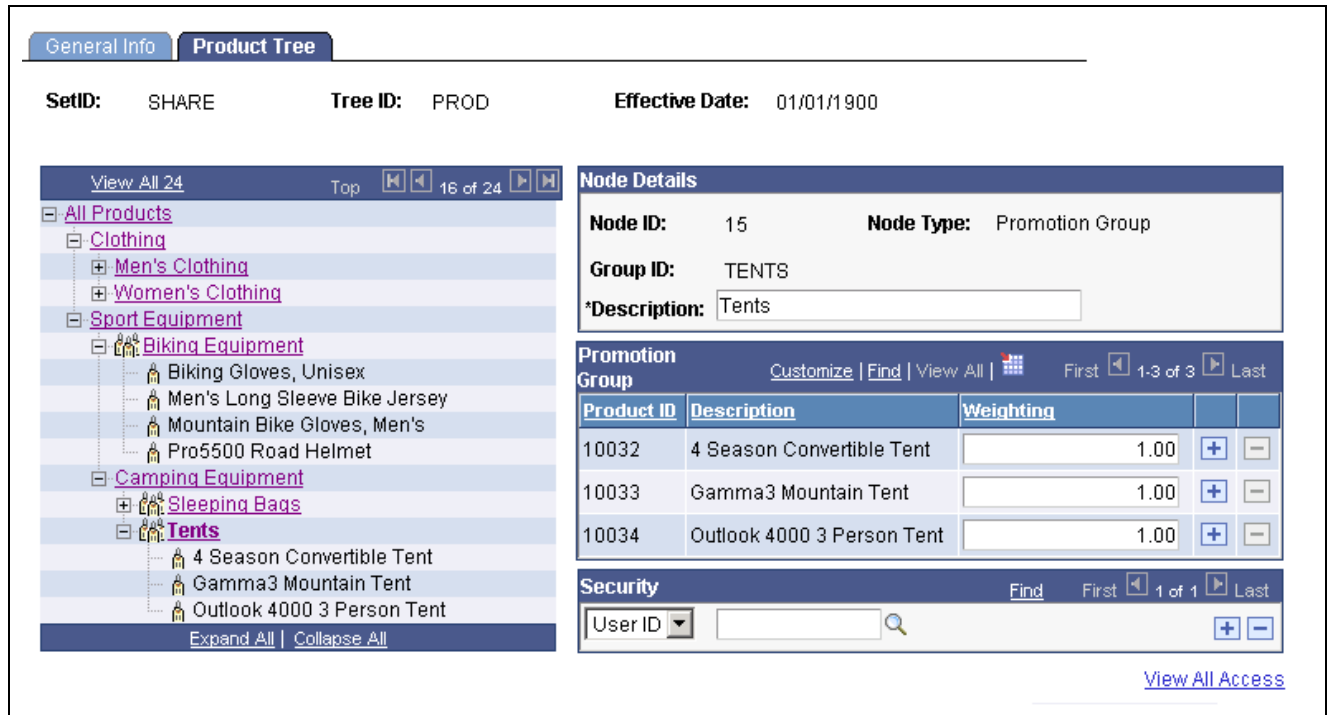 General Info Product Tree
SetID: SHARE Tree ID: PROD Effective Date: 01/01/1900
View All 24 Top 16 of 24
All Products
Clothing
Men's Clothing
Women's Clothing
Sport Equipment
Biking Equipment
Biking Gloves, Unisex
Men's Long Sleeve Bike Jersey
Mountain Bike Gloves, Men's
Pro5500 Road Helmet
Camping Equipment
Sleeping Bags
Tents
4 Season Convertible Tent
Gamma3 Mountain Tent
Outlook 4000 3 Person Tent
Expand All | Collapse All
Node Details
Node ID: 15 Node Type: Promotion Group
Group ID: TENTS
*Description: Tents
Promotion
Group Customize | Find | View All | First 1-3 of 3 Last
Product ID Description Weighting
10032 4 Season Convertible Tent 1.00
10033 Gamma3 Mountain Tent 1.00
10034 Outlook 4000 3 Person Tent 1.00
Security Find First 1 of 1 Last
User ID
View All Access